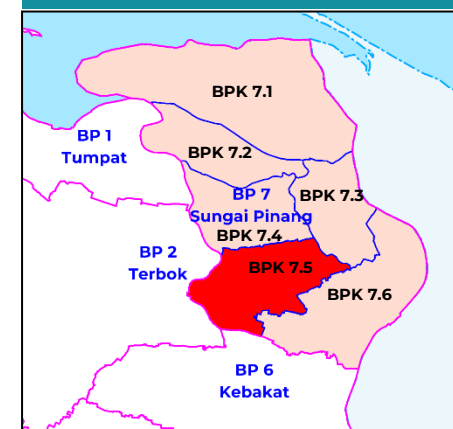 BPK 7.1
BP 1
Tumpat
BPK 7.2
BP 7
Sungai Pinang
BPK 7.3
BPK 7.4
BP 2
Terbok
BPK 7.5
BPK 7.6
BP 6
Kebakat